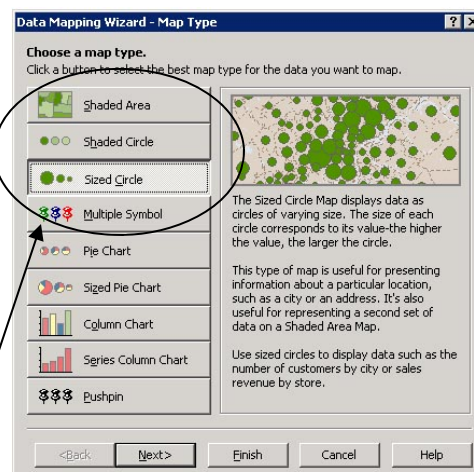 Data Mapping Wizard - Map Type
Choose a map type.
Click a button to select the best map type for the data you want to map.
Shaded Area
Shaded Circle
Sized Circle
Multiple Symbol
Pie Chart
Sized Pie Chart
Column Chart
Series Column Chart
Pushpin
The Sized Circle Map displays data as
circles of varying size. The size of each
circle corresponds to its value-the higher
the value, the larger the circle.
This type of map is useful for presenting
information about a particular location,
such as a city or an address. It's also
useful for representing a second set of
data on a Shaded Area Map.
Use sized circles to display data such as the
number of customers by city or sales
revenue by store.
<Back
Next>
Finish
Cancel
Help